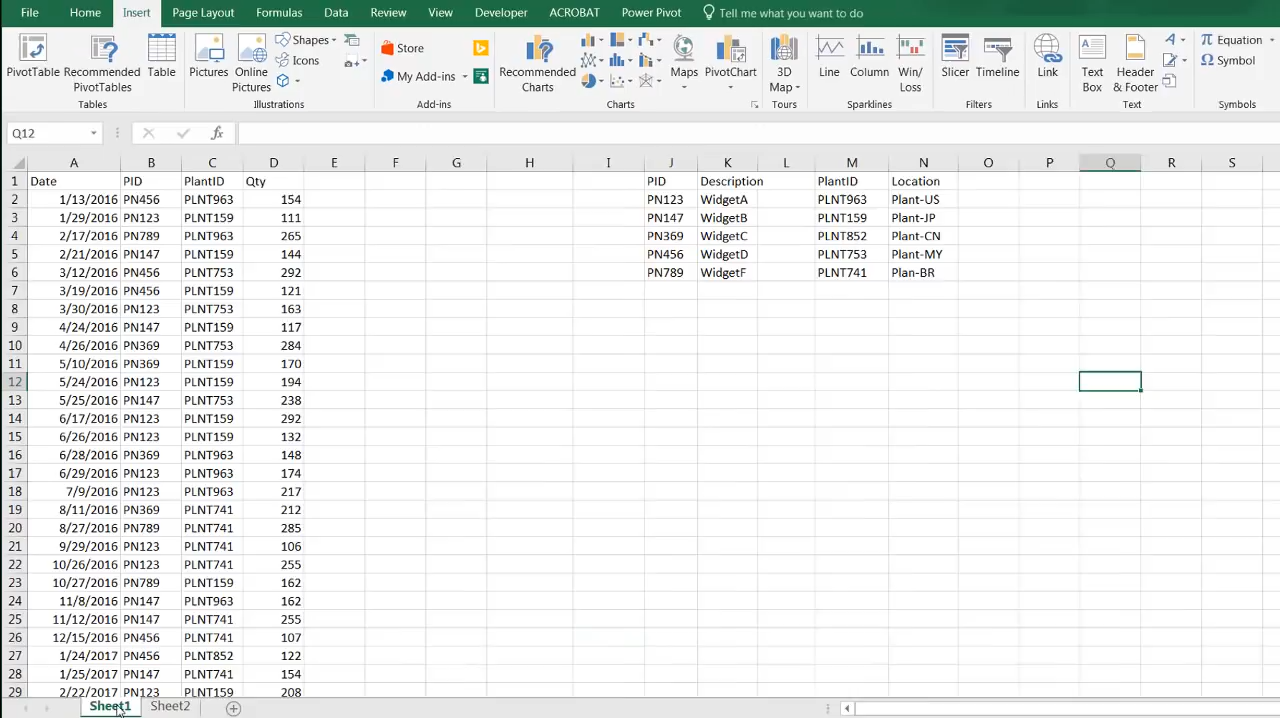 File Home Insert Page Layout Formulas Data Review View Developer ACROBAT Power Pivot Tell me what you want to do
PivotTable Recommended PivotTables Table Pictures Online Pictures Shapes Icons Store My Add-ins Recommended Charts Maps PivotChart 3D Map Line Column Win/Loss Slicer Timeline Link Text Box Header & Footer Equation Symbol
Tables Illustrations Add-ins Charts Tours Sparklines Filters Links Text Symbols
Q12 fx
A B C D E F G H I J K L M N O P Q R S
1 Date PID PlantID Qty PID Description PlantID Location
2 1/13/2016 PN456 PLNT963 154 PN123 WidgetA PLNT963 Plant-US
3 1/29/2016 PN123 PLNT159 111 PN147 WidgetB PLNT159 Plant-JP
4 2/17/2016 PN789 PLNT963 265 PN369 WidgetC PLNT852 Plant-CN
5 2/21/2016 PN147 PLNT159 144 PN456 WidgetD PLNT753 Plant-MY
6 3/12/2016 PN456 PLNT753 292 PN789 WidgetF PLNT741 Plan-BR
7 3/19/2016 PN456 PLNT159 121
8 3/30/2016 PN123 PLNT753 163
9 4/24/2016 PN147 PLNT159 117
10 4/26/2016 PN369 PLNT753 284
11 5/10/2016 PN369 PLNT159 170
12 5/24/2016 PN123 PLNT159 194
13 5/25/2016 PN147 PLNT753 238
14 6/17/2016 PN123 PLNT159 292
15 6/26/2016 PN123 PLNT159 132
16 6/28/2016 PN369 PLNT963 148
17 6/29/2016 PN123 PLNT963 174
18 7/9/2016 PN123 PLNT963 217
19 8/11/2016 PN369 PLNT741 212
20 8/27/2016 PN789 PLNT741 285
21 9/29/2016 PN123 PLNT741 106
22 10/26/2016 PN123 PLNT741 255
23 10/27/2016 PN789 PLNT159 162
24 11/8/2016 PN147 PLNT963 162
25 11/12/2016 PN147 PLNT741 255
26 12/15/2016 PN456 PLNT741 107
27 1/24/2017 PN456 PLNT852 122
28 1/25/2017 PN147 PLNT741 154
29 2/22/2017 PN123 PLNT159 208
Sheet1 Sheet2